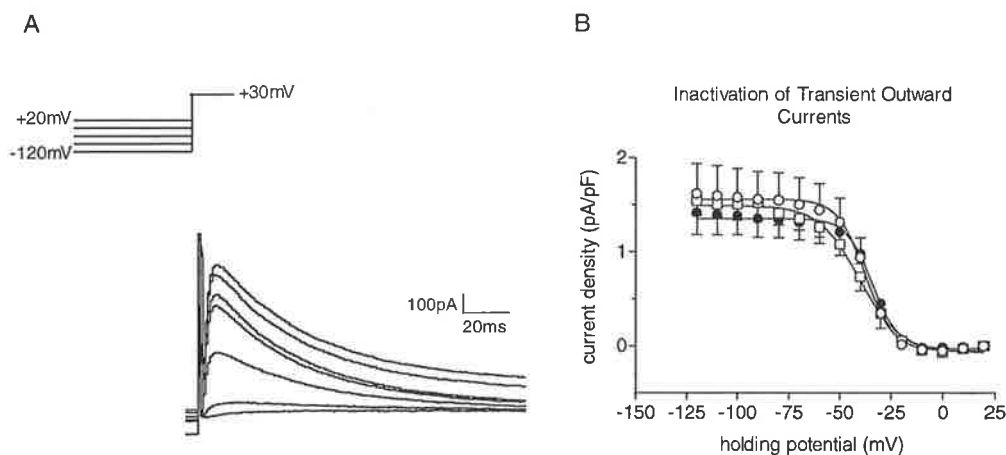 A
+30mV
+20mV
-120mV
100pA
20ms
B
Inactivation of Transient Outward
Currents
current density (pA/pF)
2
1
0
-150 -125 -100 -75 -50 -25 0 25
holding potential (mV)